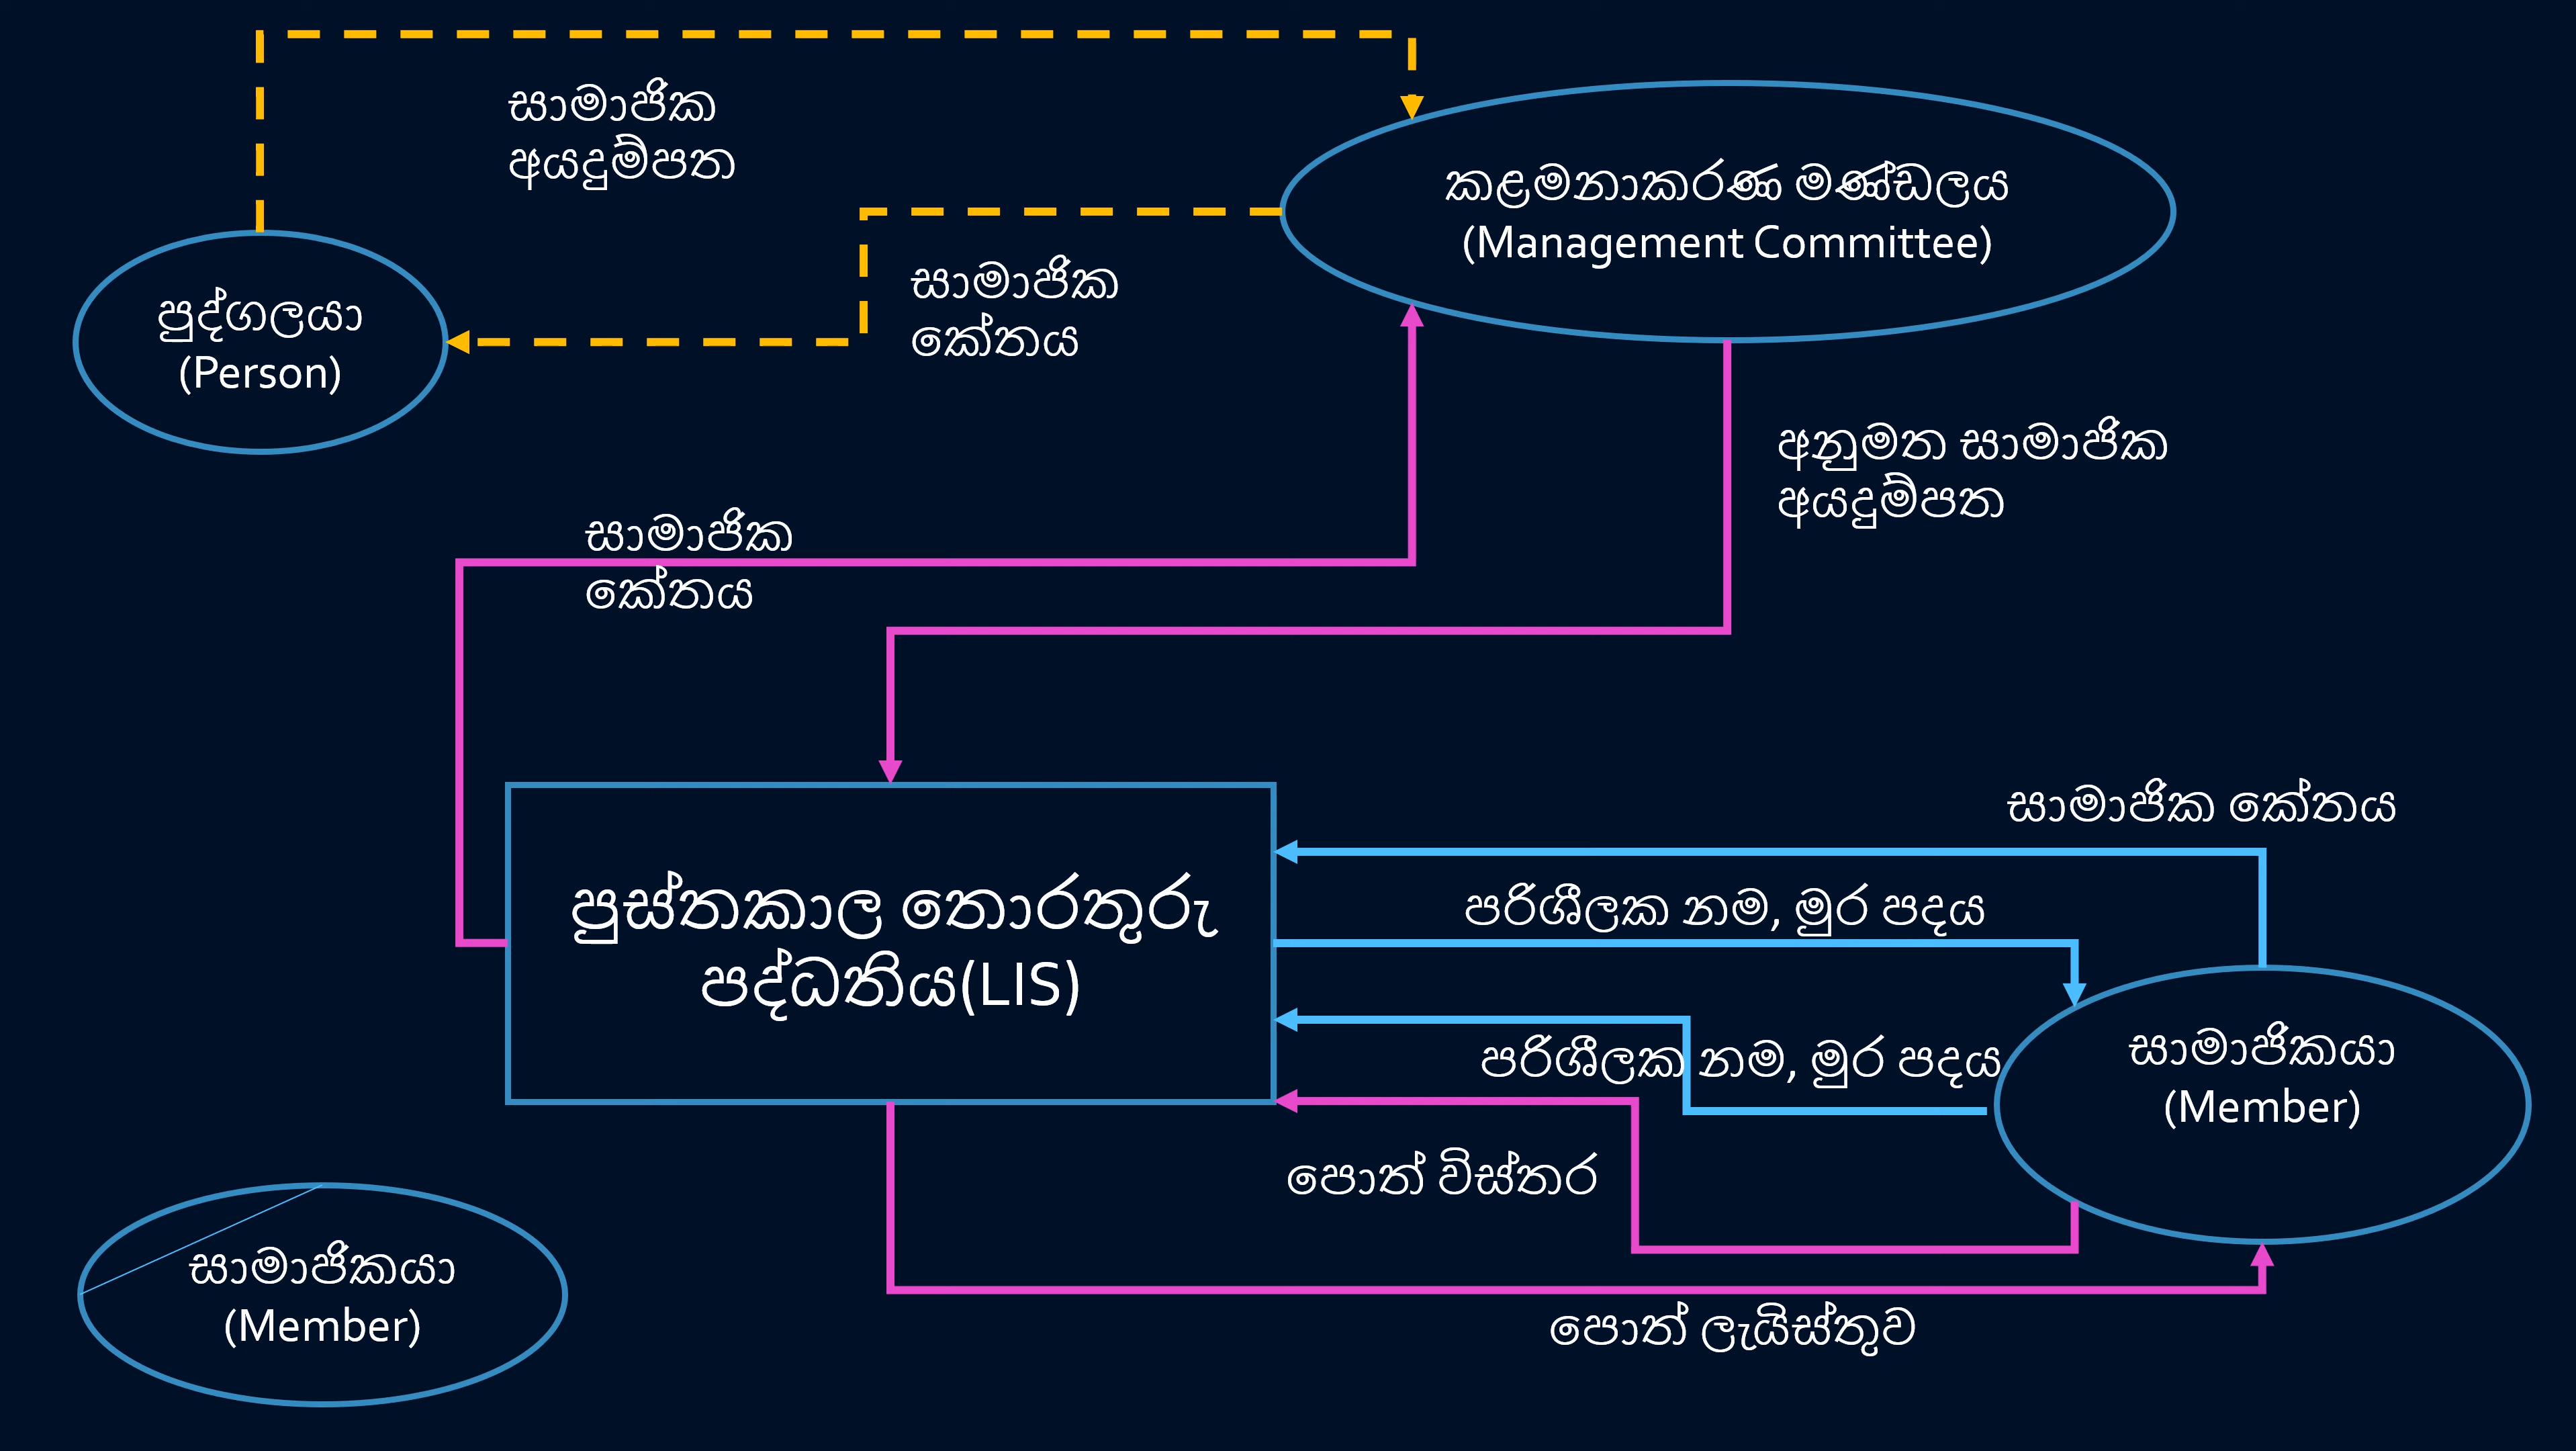 සාමාජික
අයදුම්පත
කළමනාකරණ මණ්ඩලය
(Management Committee)
සාමාජික
කේතය
පුද්ගලයා
(Person)
අනුමත සාමාජික
අයදුම්පත
සාමාජික
කේතය
සාමාජික කේතය
පුස්තකාල තොරතුරු
පද්ධතිය(LIS)
පරිශීලක නම, මුර පදය
පරිශීලක නම, මුර පදය
සාමාජිකයා
(Member)
පොත් විස්තර
සාමාජිකයා
(Member)
පොත් ලැයිස්තුව